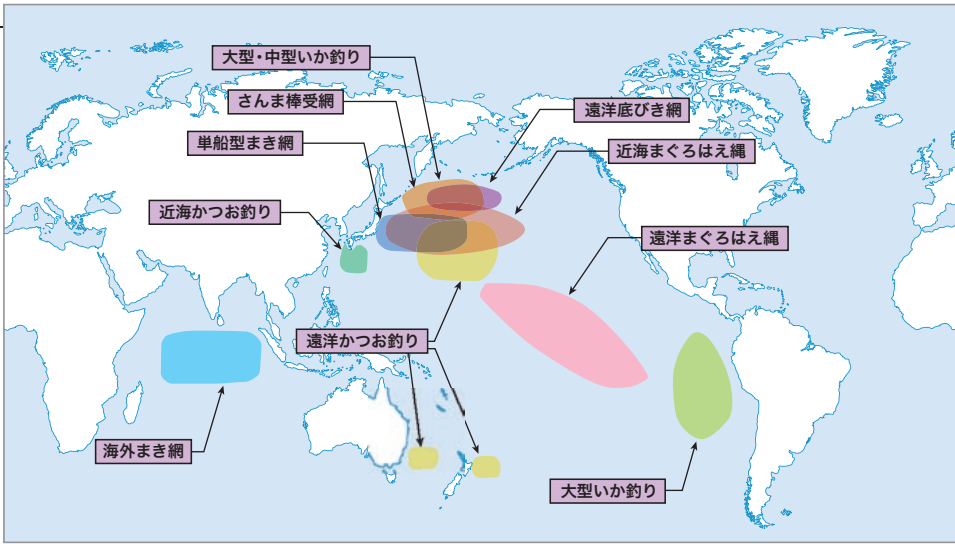 大型・中型いか釣り
さんま棒受網
遠洋底びき網
単船型まき網
近海まぐろはえ縄
近海かつお釣り
遠洋まぐろはえ縄
遠洋かつお釣り
海外まき網
大型いか釣り